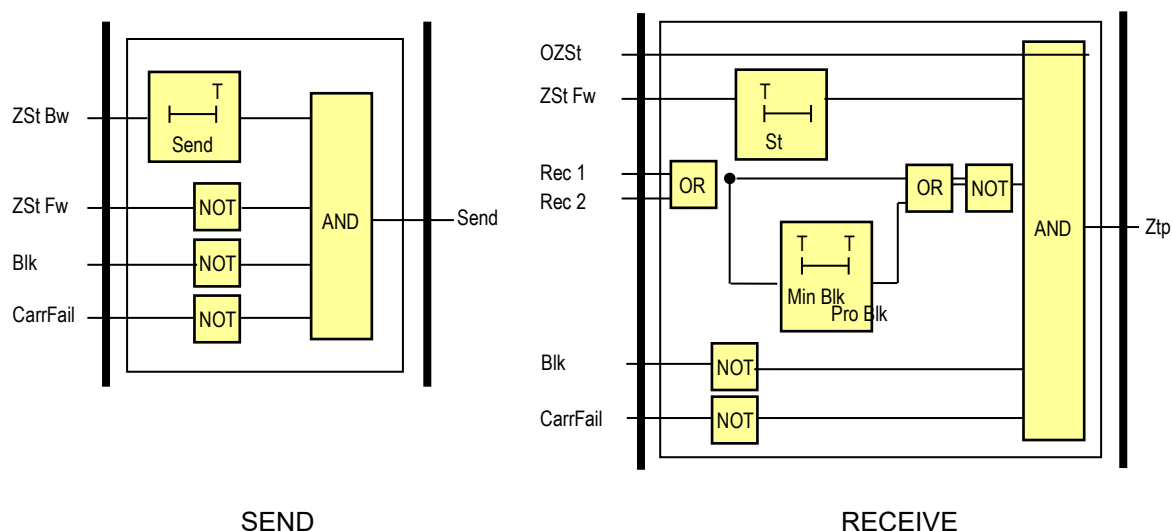 ZSt Bw
T
Send
ZSt Fw
NOT
Blk
NOT
CarrFail
NOT
AND
Send
SEND
OZSt
ZSt Fw
T
St
Rec 1
Rec 2
OR
OR
NOT
T T
Min Blk
Pro Blk
Blk
NOT
CarrFail
NOT
AND
Ztp
RECEIVE